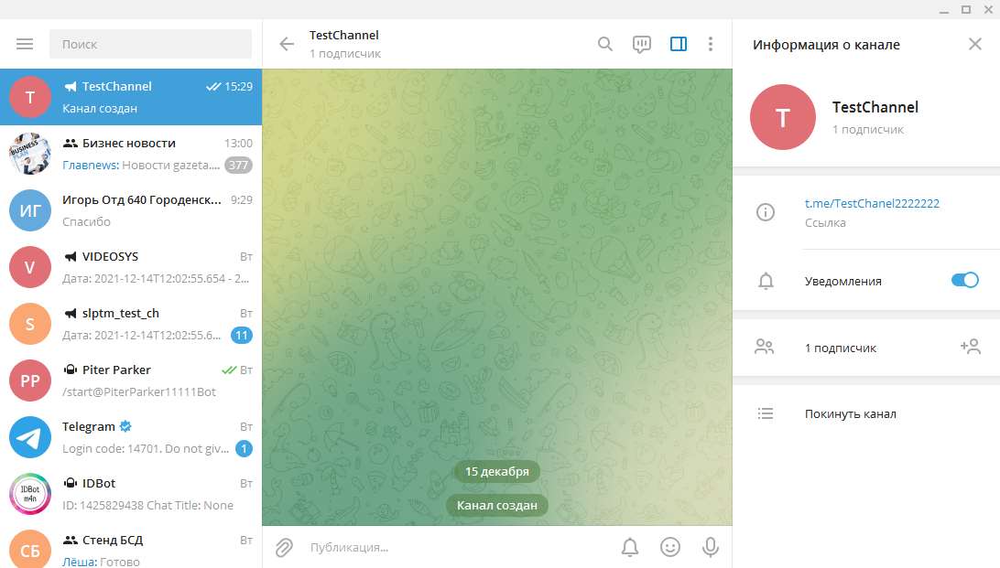 Поиск
T
TestChannel
15:29
Канал создан
BUSINESS
PLAN
Бизнес новости
13:00
Главнews: Новости gazeta....
377
ИГ
Игорь Отд 640 Городенск...
9:29
Спасибо
V
VIDEOSYS
Вт
Дата: 2021-12-14T12:02:55.654 - 2...
S
slptm_test_ch
Вт
Дата: 2021-12-14T12:02:55.6...
11
PP
Piter Parker
Вт
/start@PiterParker11111Bot
Telegram
Вт
Login code: 14701. Do not giv...
1
IDBot
m4n
IDBot
Вт
ID: 1425829438 Chat Title: None
СБ
Стенд БСД
Вт
Лёша: Готово
TestChannel
1 подписчик
15 декабря
Канал создан
Публикация...
Информация о канале
T
TestChannel
1 подписчик
t.me/TestChanel2222222
Ссылка
Уведомления
1 подписчик
Покинуть канал